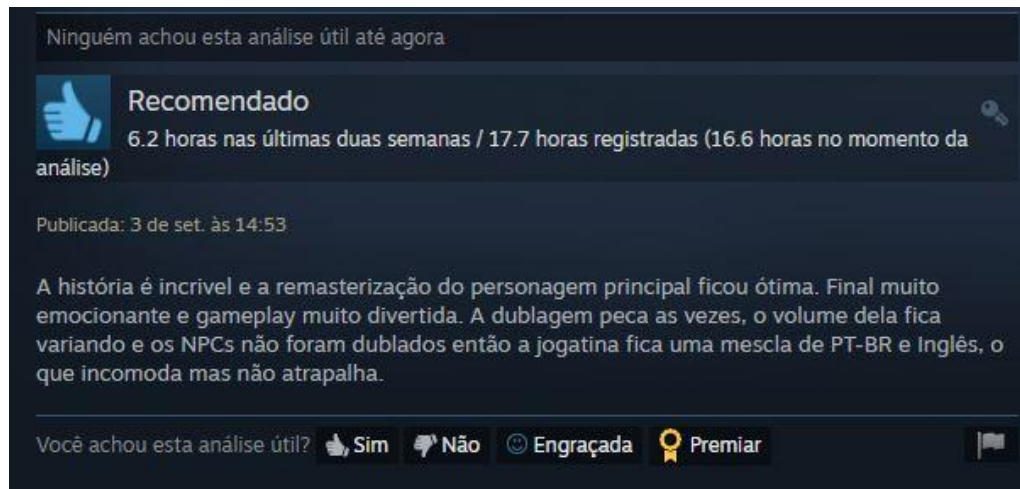 Ninguém achou esta análise útil até agora
Recomendado
6.2 horas nas últimas duas semanas / 17.7 horas registradas (16.6 horas no momento da
análise)
Publicada: 3 de set. às 14:53
A história é incrivel e a remasterização do personagem principal ficou ótima. Final muito
emocionante e gameplay muito divertida. A dublagem peca as vezes, o volume dela fica
variando e os NPCs não foram dublados então a jogatina fica uma mescla de PT-BR e Inglês, o
que incomoda mas não atrapalha.
Você achou esta análise útil? Sim Não Engraçada Premiar